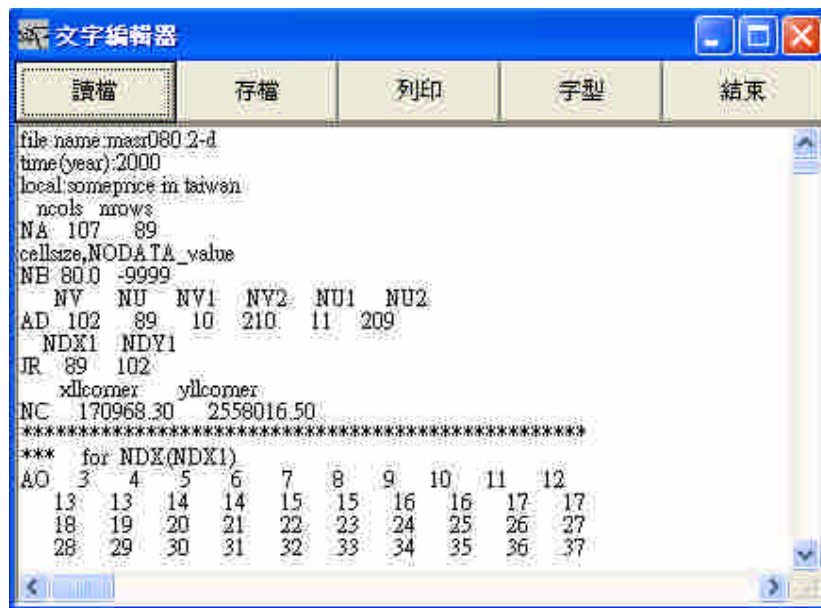 文字編輯器
讀檔 存檔 列印 字型 結束
file name:masr080.2-d
time(year):2000
local:someprice in taiwan
ncols nrows
NA 107 89
cellsize,NODATA_value
NB 80.0 -9999
NV NU NV1 NV2 NU1 NU2
AD 102 89 10 210 11 209
NDX1 NDY1
JR 89 102
xllcorner yllcorner
NC 170968.30 2558016.50
**************************************************
*** for NDX(NDX1)
AO 3 4 5 6 7 8 9 10 11 12
13 13 14 14 15 15 16 16 17 17
18 19 20 21 22 23 24 25 26 27
28 29 30 31 32 33 34 35 36 37